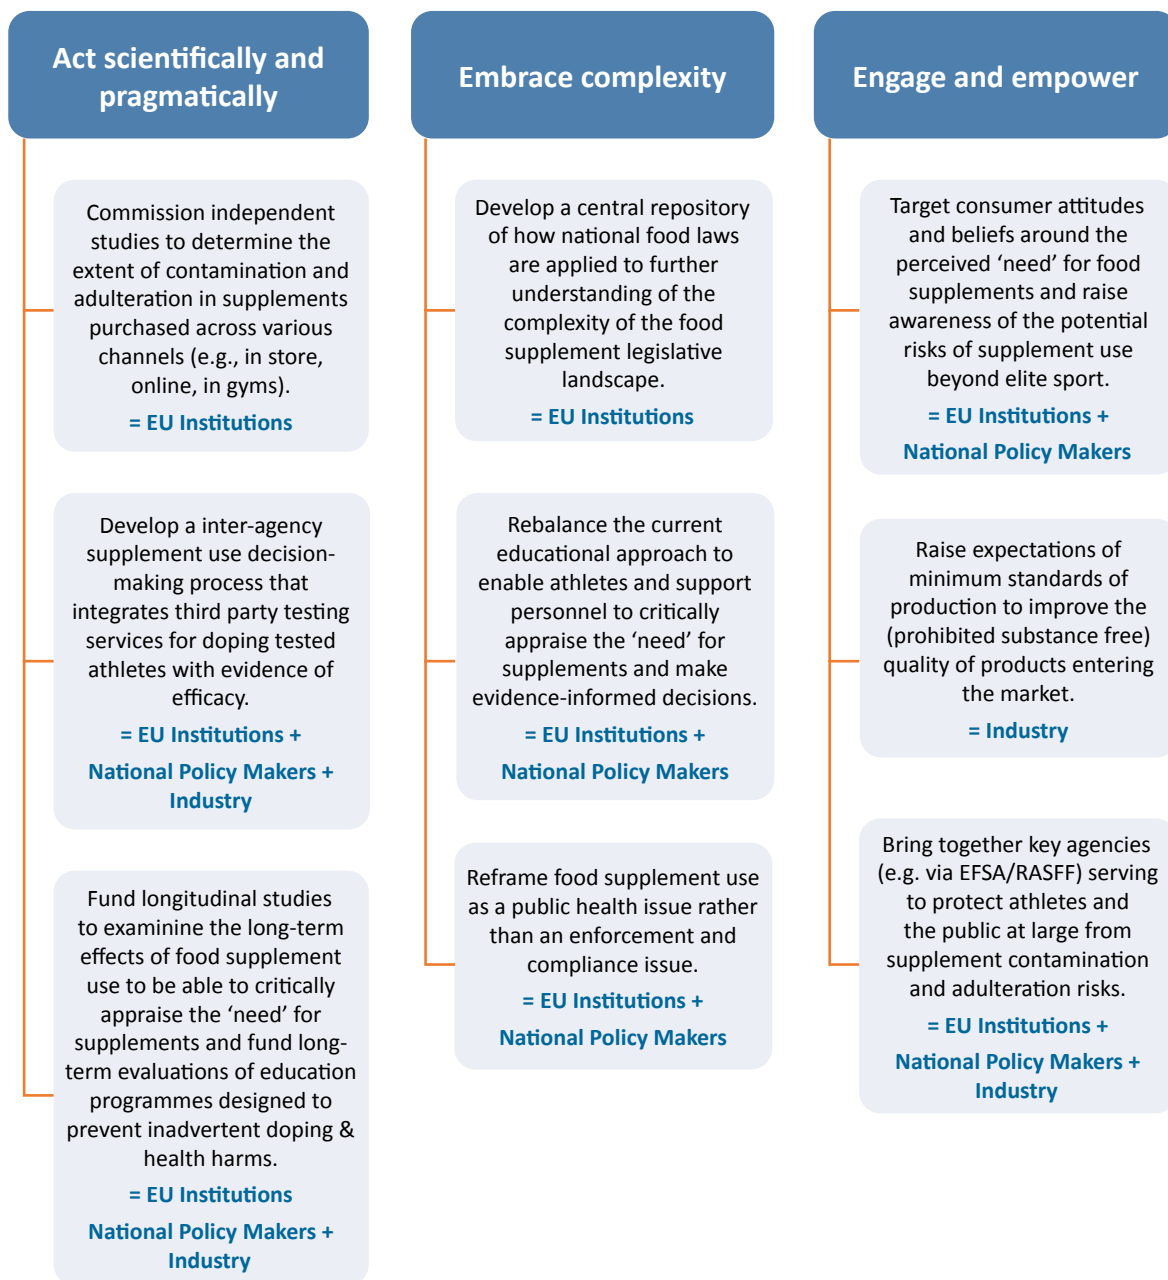 Act scientifically and
pragmatically
Commission independent
studies to determine the
extent of contamination and
adulteration in supplements
purchased across various
channels (e.g., in store,
online, in gyms).
= EU Institutions
Develop a inter-agency
supplement use decision-
making process that
integrates third party testing
services for doping tested
athletes with evidence of
efficacy.
= EU Institutions +
National Policy Makers +
Industry
Fund longitudinal studies
to examinine the long-term
effects of food supplement
use to be able to critically
appraise the ‘need’ for
supplements and fund long-
term evaluations of education
programmes designed to
prevent inadvertent doping &
health harms.
= EU Institutions
National Policy Makers +
Industry
Embrace complexity
Develop a central repository
of how national food laws
are applied to further
understanding of the
complexity of the food
supplement legislative
landscape.
= EU Institutions
Rebalance the current
educational approach to
enable athletes and support
personnel to critically
appraise the ‘need’ for
supplements and make
evidence-informed decisions.
= EU Institutions +
National Policy Makers
Reframe food supplement use
as a public health issue rather
than an enforcement and
compliance issue.
= EU Institutions +
National Policy Makers
Engage and empower
Target consumer attitudes
and beliefs around the
perceived ‘need’ for food
supplements and raise
awareness of the potential
risks of supplement use
beyond elite sport.
= EU Institutions +
National Policy Makers
Raise expectations of
minimum standards of
production to improve the
(prohibited substance free)
quality of products entering
the market.
= Industry
Bring together key agencies
(e.g. via EFSA/RASFF) serving
to protect athletes and
the public at large from
supplement contamination
and adulteration risks.
= EU Institutions +
National Policy Makers +
Industry